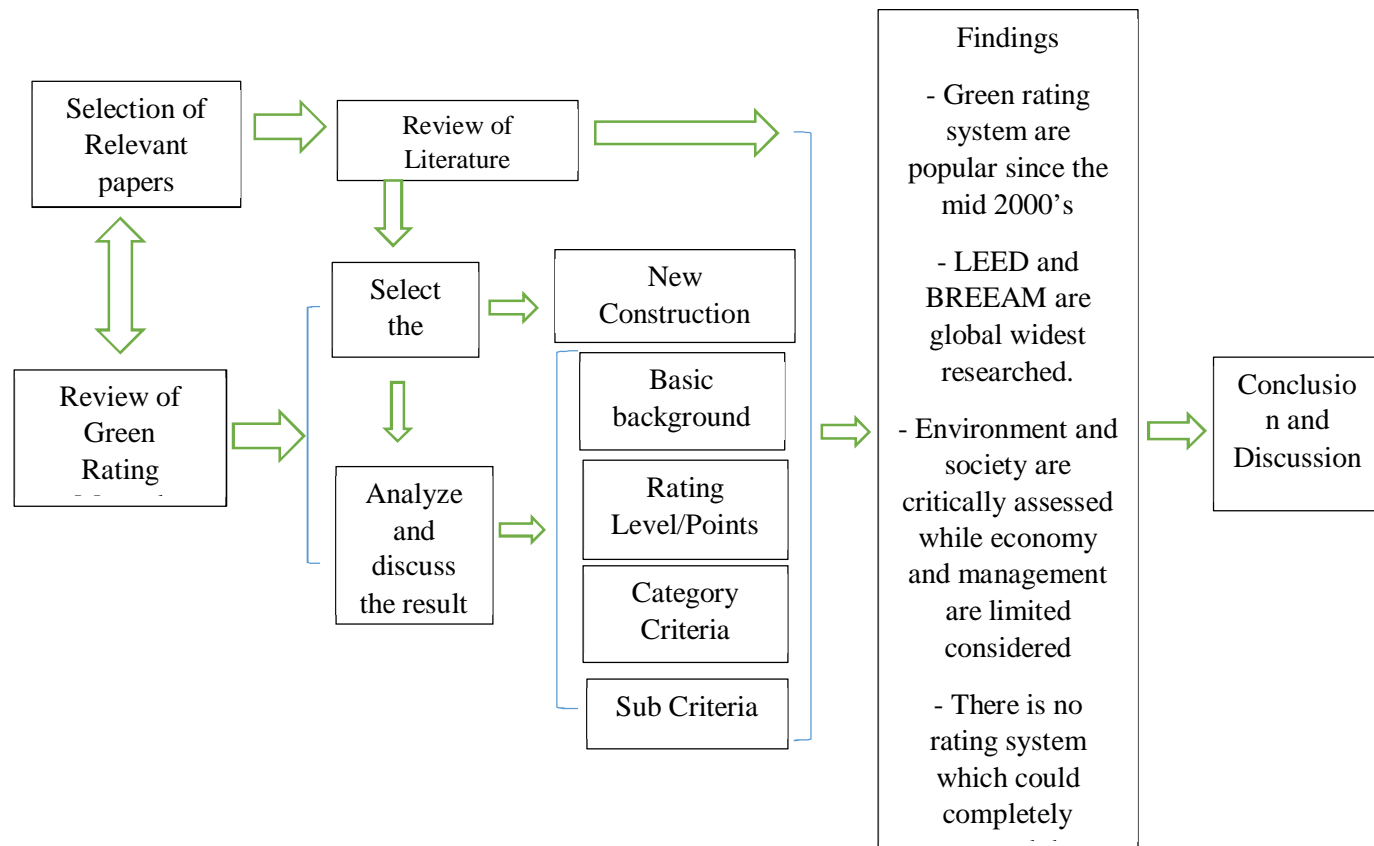 Selection of
Relevant
papers
Review of
Literature
Findings
- Green rating
system are
popular since the
mid 2000’s
- LEED and
BREEAM are
global widest
researched.
- Environment and
society are
critically assessed
while economy
and management
are limited
considered
- There is no
rating system
which could
completely
Select
the
New
Construction
Review of
Green
Rating
Basic
background
Rating
Level/Points
Category
Criteria
Sub Criteria
Analyze
and
discuss
the result
Conclusio
n and
Discussion